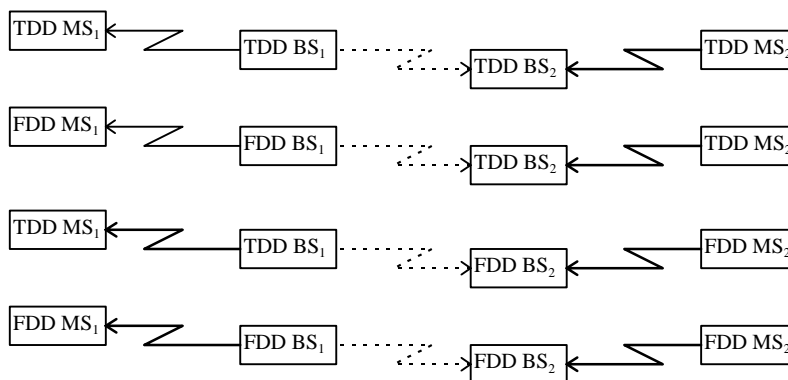 TDD MS₁ TDD BS₁ TDD BS₂ TDD MS₂
FDD MS₁ FDD BS₁ TDD BS₂ TDD MS₂
TDD MS₁ TDD BS₁ FDD BS₂ FDD MS₂
FDD MS₁ FDD BS₁ FDD BS₂ FDD MS₂